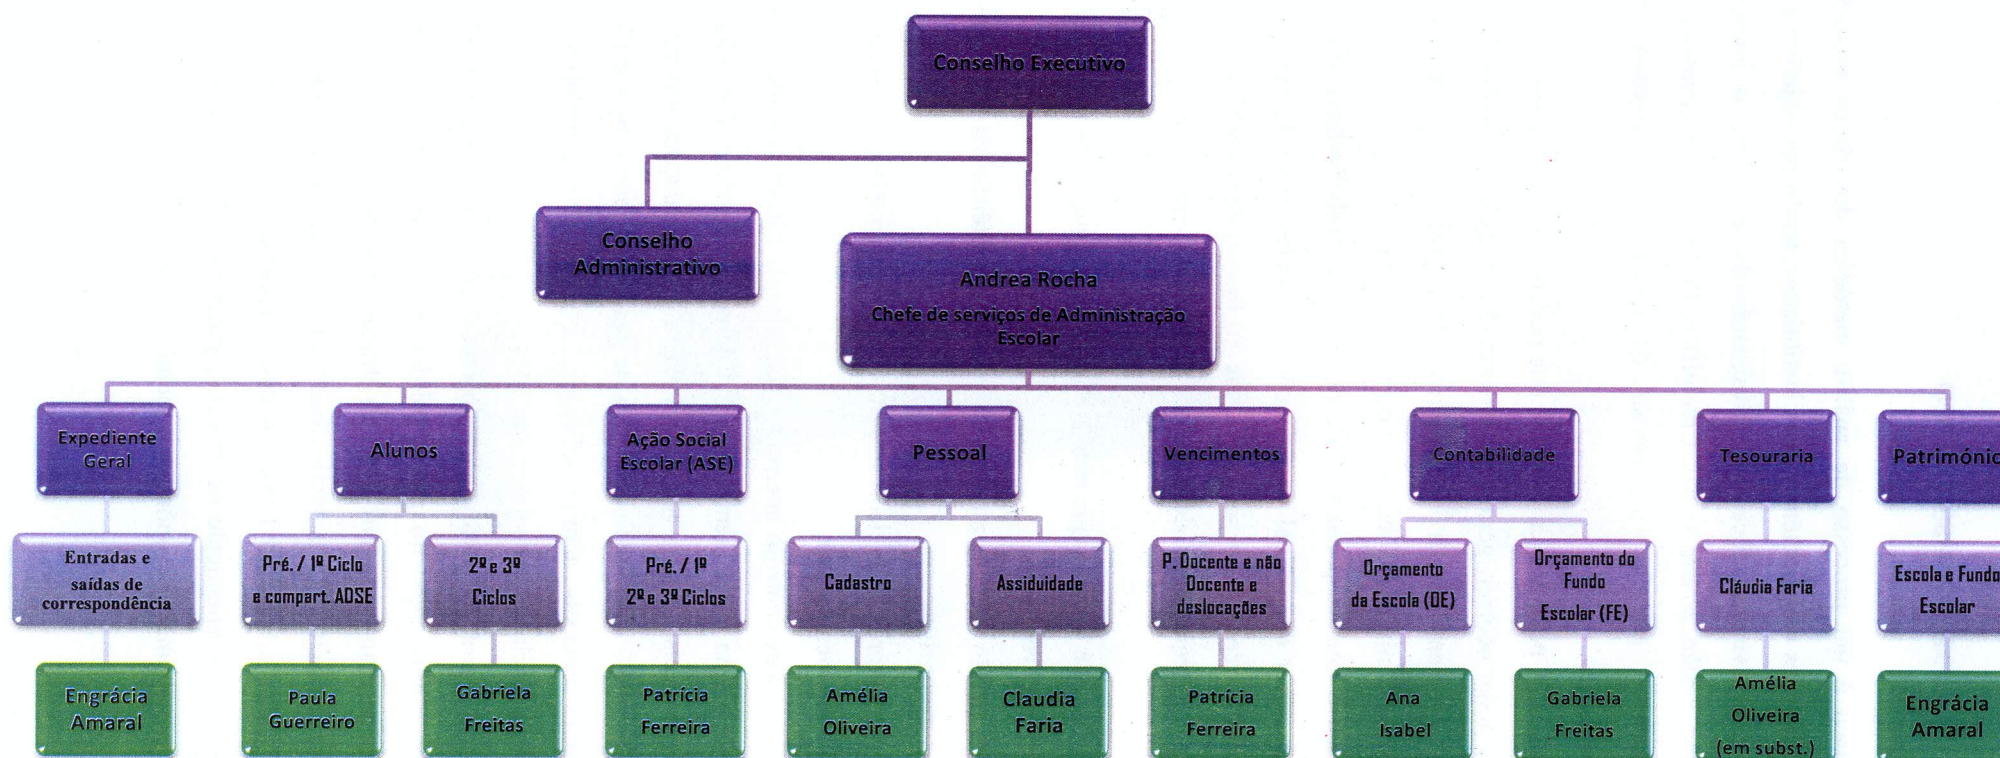 Conselho Executivo
Conselho
Administrativo
Andrea Rocha
Chefe de serviços de Administração
Escolar
Expediente
Geral
Alunos
Ação Social
Escolar (ASE)
Pessoal
Vencimentos
Contabilidade
Tesouraria
Património
Entradas e
saídas de
correspondência
Pré. / 1º Ciclo
e compart. ADSE
2º e 3º
Ciclos
Pré. / 1º
2º e 3º Ciclos
Cadastro
Assiduidade
P. Docente e não
Docente e
deslocações
Orçamento
da Escola (OE)
Orçamento do
Fundo
Escolar (FE)
Cláudia Faria
Escola e Fundo
Escolar
Engrácia
Amaral
Paula
Guerreiro
Gabriela
Freitas
Patrícia
Ferreira
Amélia
Oliveira
Claudia
Faria
Patrícia
Ferreira
Ana
Isabel
Gabriela
Freitas
Amélia
Oliveira
(em subst.)
Engrácia
Amaral